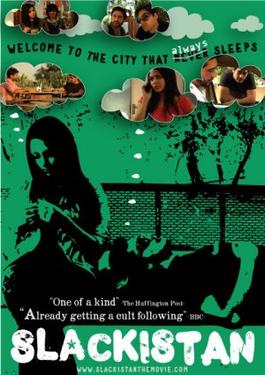 WELCOME TO THE CITY THAT NEVER always SLEEPS
"One of a kind" The Huffington Post
"Already getting a cult following" BBC
SLACKISTAN
WWW.SLACKISTANTHEMOVIE.COM